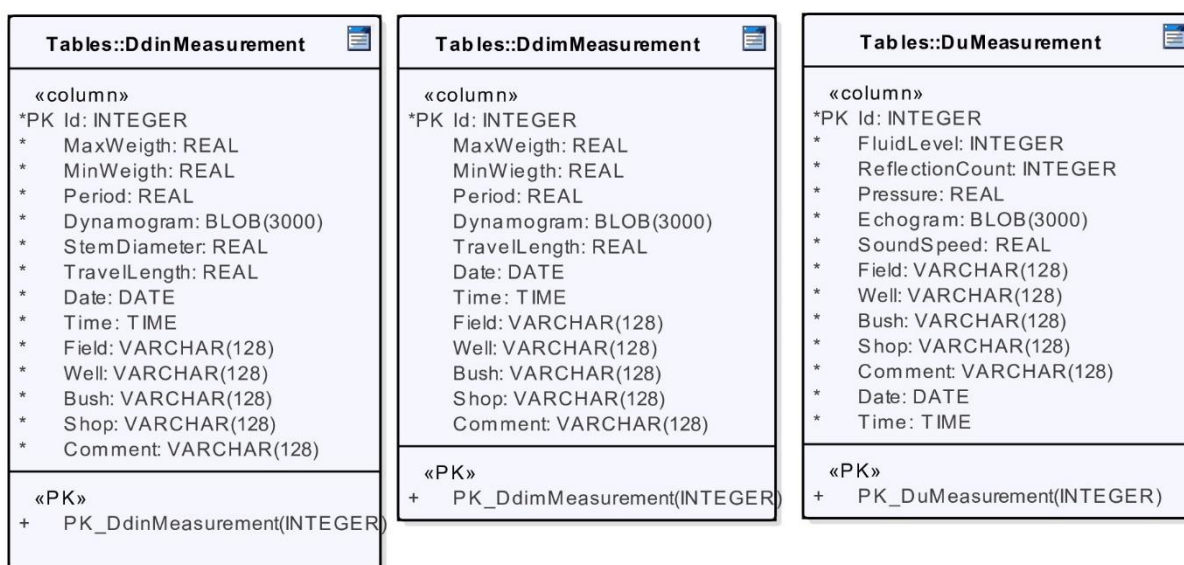 Tables::DdinMeasurement
«column»
*PK Id: INTEGER
* MaxWeigth: REAL
* MinWeigth: REAL
* Period: REAL
* Dynamogram: BLOB(3000)
* StemDiameter: REAL
* TravelLength: REAL
* Date: DATE
* Time: TIME
* Field: VARCHAR(128)
* Well: VARCHAR(128)
* Bush: VARCHAR(128)
* Shop: VARCHAR(128)
* Comment: VARCHAR(128)
«PK»
+ PK_DdinMeasurement(INTEGER)
Tables::DdimMeasurement
«column»
*PK Id: INTEGER
MaxWeigth: REAL
MinWiegth: REAL
Period: REAL
Dynamogram: BLOB(3000)
TravelLength: REAL
Date: DATE
Time: TIME
Field: VARCHAR(128)
Well: VARCHAR(128)
Bush: VARCHAR(128)
Shop: VARCHAR(128)
Comment: VARCHAR(128)
«PK»
+ PK_DdimMeasurement(INTEGER)
Tables::DuMeasurement
«column»
*PK Id: INTEGER
* FluidLevel: INTEGER
* ReflectionCount: INTEGER
* Pressure: REAL
* Echogram: BLOB(3000)
* SoundSpeed: REAL
* Field: VARCHAR(128)
* Well: VARCHAR(128)
* Bush: VARCHAR(128)
* Shop: VARCHAR(128)
* Comment: VARCHAR(128)
* Date: DATE
* Time: TIME
«PK»
+ PK_DuMeasurement(INTEGER)